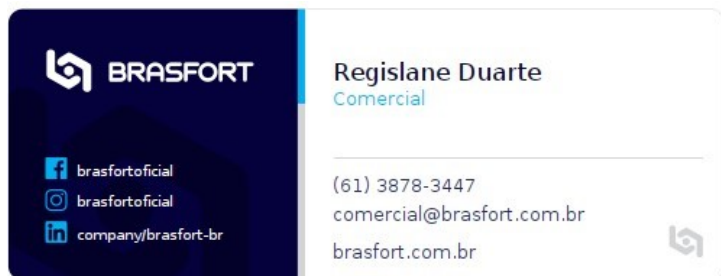 BRASFORT
brasfortoficial
brasfortoficial
company/brasfort-br
Regislane Duarte
Comercial
(61) 3878-3447
comercial@brasfort.com.br
brasfort.com.br